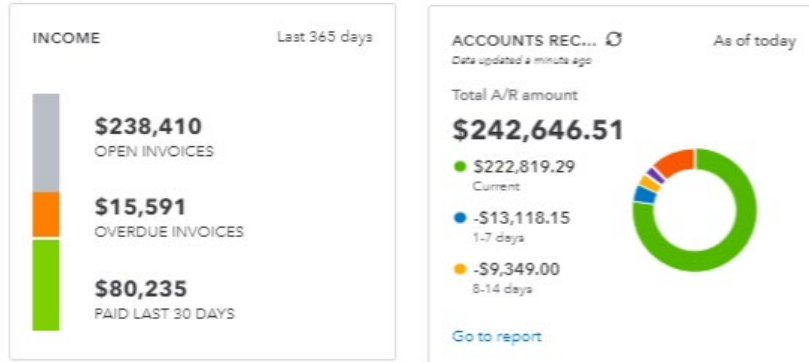 INCOME
Last 365 days
$238,410
OPEN INVOICES
$15,591
OVERDUE INVOICES
$80,235
PAID LAST 30 DAYS
ACCOUNTS REC...
As of today
Data updated a minute ago
Total A/R amount
$242,646.51
$222,819.29
Current
-$13,118.15
1-7 days
-$9,349.00
8-14 days
Go to report